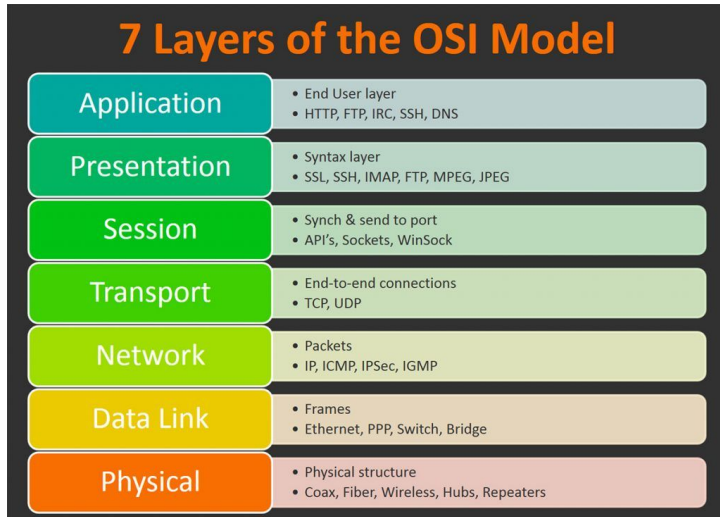 7 Layers of the OSI Model
Application
• End User layer
• HTTP, FTP, IRC, SSH, DNS
Presentation
• Syntax layer
• SSL, SSH, IMAP, FTP, MPEG, JPEG
Session
• Synch & send to port
• API's, Sockets, WinSock
Transport
• End-to-end connections
• TCP, UDP
Network
• Packets
• IP, ICMP, IPSec, IGMP
Data Link
• Frames
• Ethernet, PPP, Switch, Bridge
Physical
• Physical structure
• Coax, Fiber, Wireless, Hubs, Repeaters